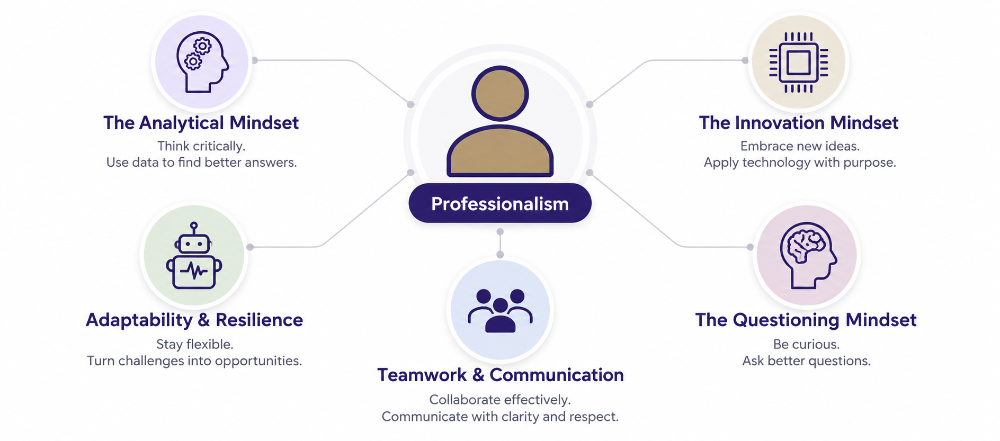 The Analytical Mindset
Think critically.
Use data to find better answers.
Professionalism
The Innovation Mindset
Embrace new ideas.
Apply technology with purpose.
Adaptability & Resilience
Stay flexible.
Turn challenges into opportunities.
Teamwork & Communication
Collaborate effectively.
Communicate with clarity and respect.
The Questioning Mindset
Be curious.
Ask better questions.